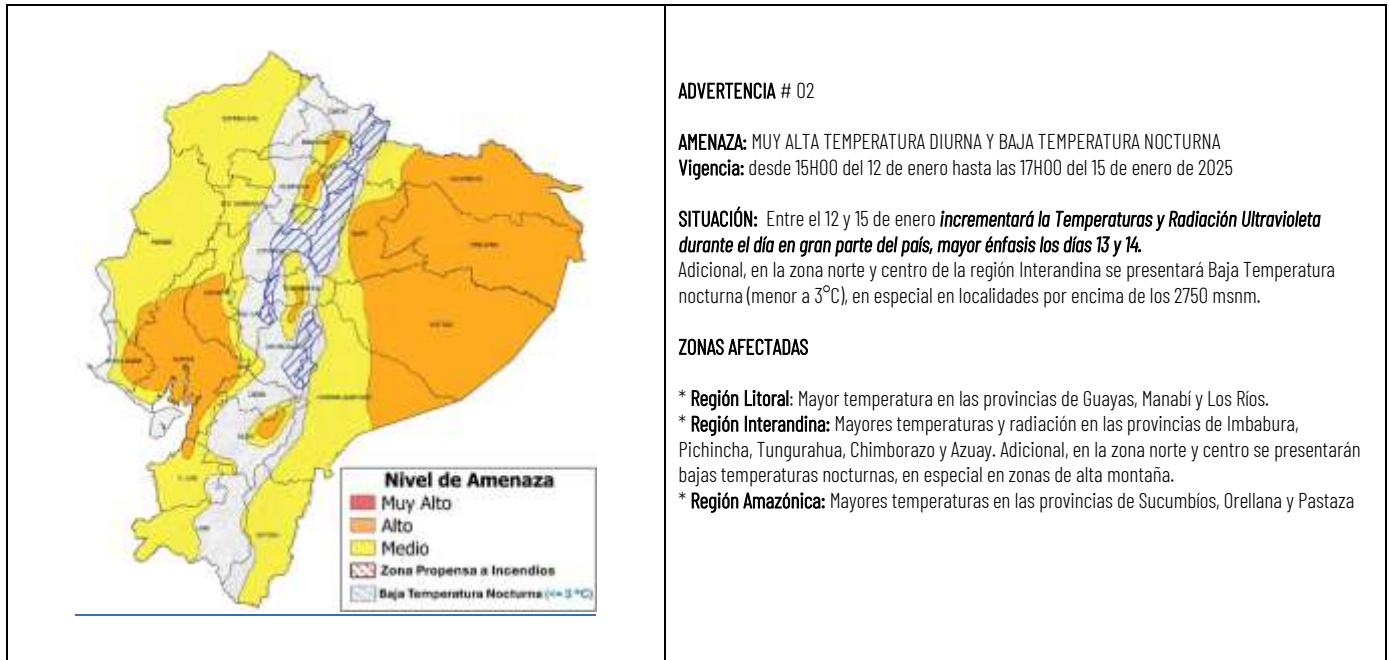 ADVERTENCIA # 02
AMENAZA: MUY ALTA TEMPERATURA DIURNA Y BAJA TEMPERATURA NOCTURNA
Vigencia: desde 15H00 del 12 de enero hasta las 17H00 del 15 de enero de 2025
SITUACIÓN: Entre el 12 y 15 de enero incrementará la Temperaturas y Radiación Ultravioleta
durante el día en gran parte del país, mayor énfasis los días 13 y 14.
Adicional, en la zona norte y centro de la región Interandina se presentará Baja Temperatura
nocturna (menor a 3°C), en especial en localidades por encima de los 2750 msnm.
ZONAS AFECTADAS
* Región Litoral: Mayor temperatura en las provincias de Guayas, Manabí y Los Ríos.
* Región Interandina: Mayores temperaturas y radiación en las provincias de Imbabura,
Pichincha, Tungurahua, Chimborazo y Azuay. Adicional, en la zona norte y centro se presentarán
bajas temperaturas nocturnas, en especial en zonas de alta montaña.
* Región Amazónica: Mayores temperaturas en las provincias de Sucumbíos, Orellana y Pastaza
Nivel de Amenaza
Muy Alto
Alto
Medio
Zona Propensa a Incendios
Baja Temperatura Nocturna (<= 3 °C)